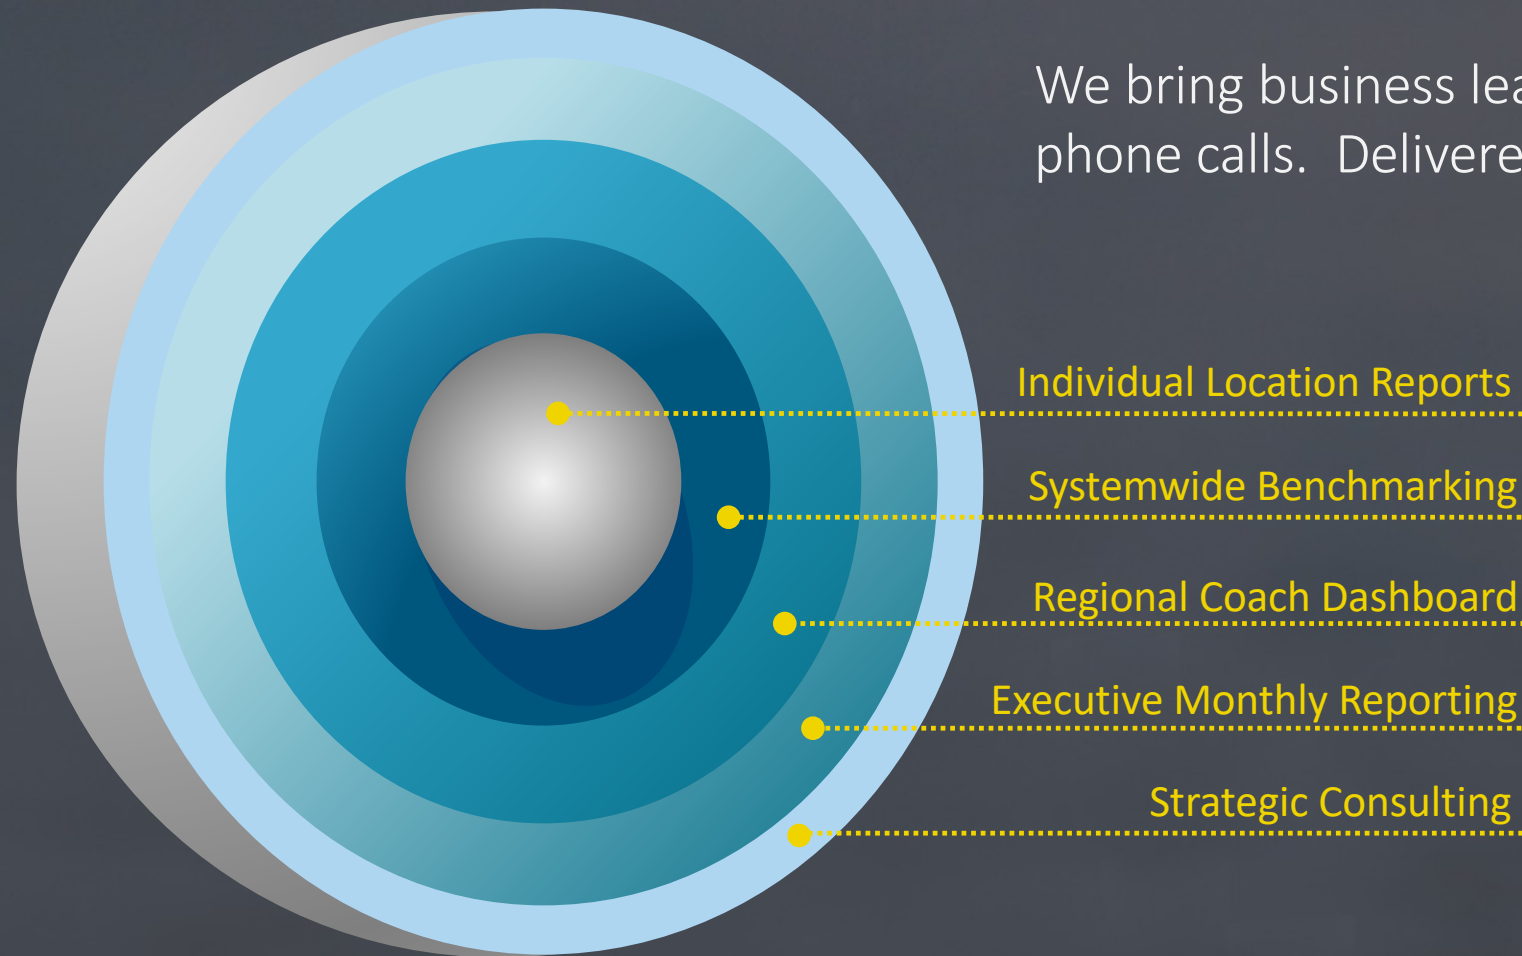 We bring business lea
phone calls.  Delivere
Individual Location Reports
Systemwide Benchmarking
Regional Coach Dashboard
Executive Monthly Reporting
Strategic Consulting